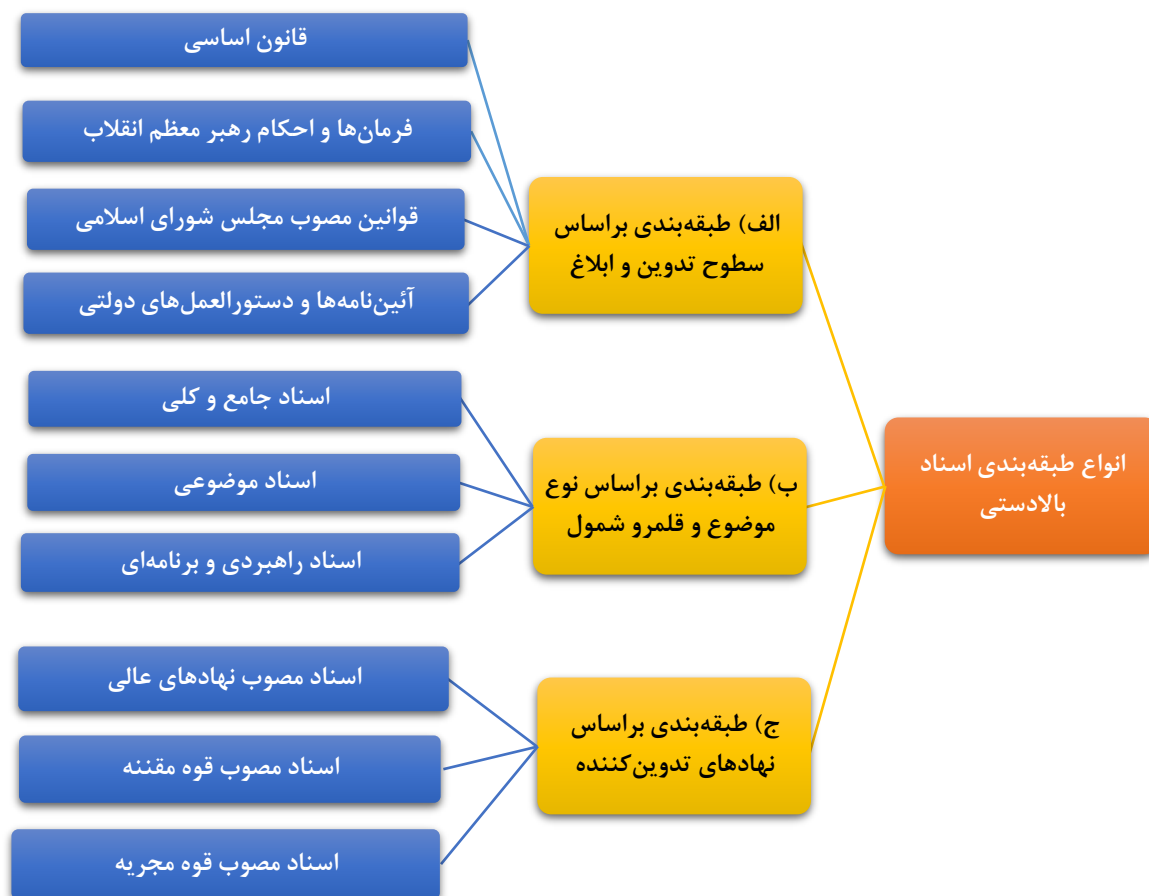 انواع طبقه‌بندی اسناد
بالادستی
الف) طبقه‌بندی براساس
سطوح تدوین و ابلاغ
قانون اساسی
فرمان‌ها و احکام رهبر معظم انقلاب
قوانین مصوب مجلس شورای اسلامی
آئین‌نامه‌ها و دستورالعمل‌های دولتی
ب) طبقه‌بندی براساس نوع
موضوع و قلمرو شمول
اسناد جامع و کلی
اسناد موضوعی
اسناد راهبردی و برنامه‌ای
ج) طبقه‌بندی براساس
نهادهای تدوین‌کننده
اسناد مصوب نهادهای عالی
اسناد مصوب قوه مقننه
اسناد مصوب قوه مجریه